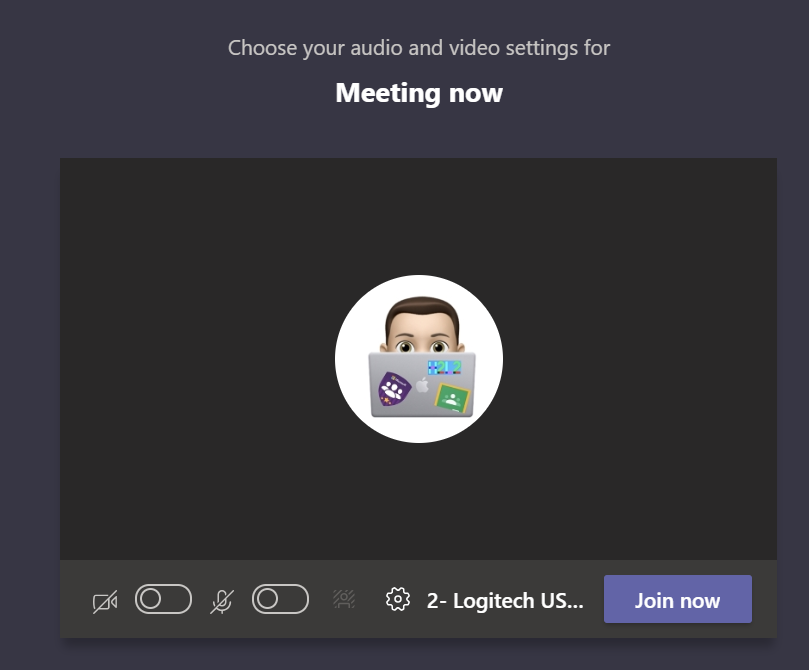 Choose your audio and video settings for
Meeting now
2- Logitech US...
Join now